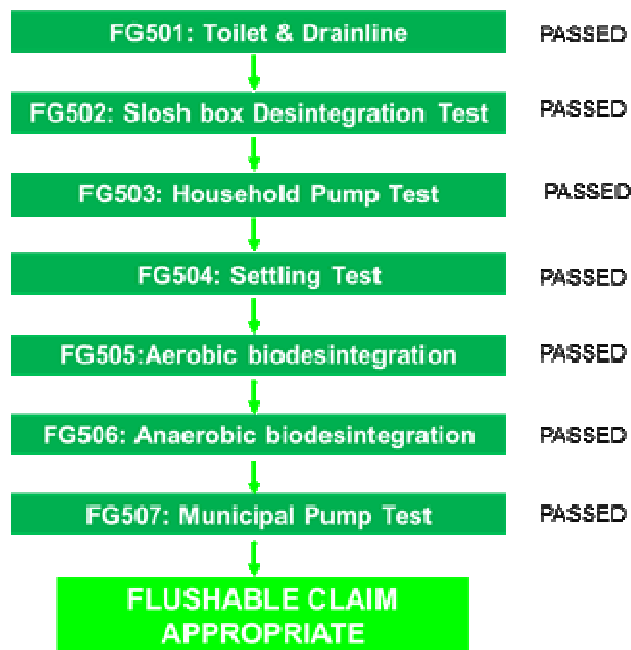 FG501: Toilet & Drainline PASSED
FG502: Slosh box Desintegration Test PASSED
FG503: Household Pump Test PASSED
FG504: Settling Test PASSED
FG505:Aerobic biodesintegration PASSED
FG506: Anaerobic biodesintegration PASSED
FG507: Municipal Pump Test PASSED
FLUSHABLE CLAIM
APPROPRIATE